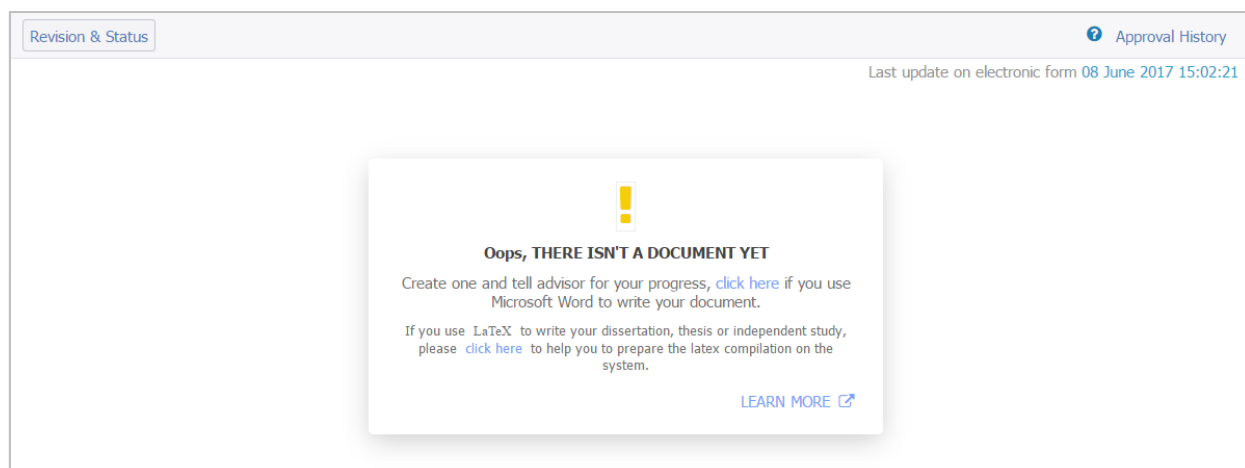 Revision & Status
Approval History
Last update on electronic form 08 June 2017 15:02:21
Oops, THERE ISN'T A DOCUMENT YET
Create one and tell advisor for your progress, click here if you use
Microsoft Word to write your document.
If you use LaTeX to write your dissertation, thesis or independent study,
please click here to help you to prepare the latex compilation on the
system.
LEARN MORE